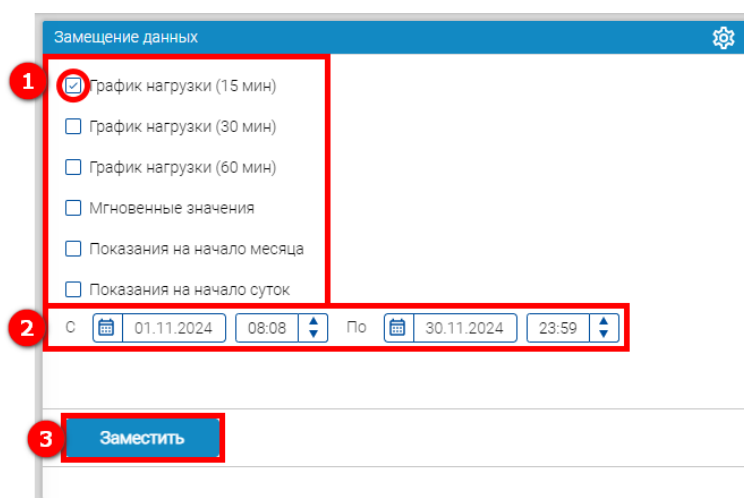 Замещение данных
1
График нагрузки (15 мин)
График нагрузки (30 мин)
График нагрузки (60 мин)
Мгновенные значения
Показания на начало месяца
Показания на начало суток
2 С 01.11.2024 08:08 По 30.11.2024 23:59
3 Заместить